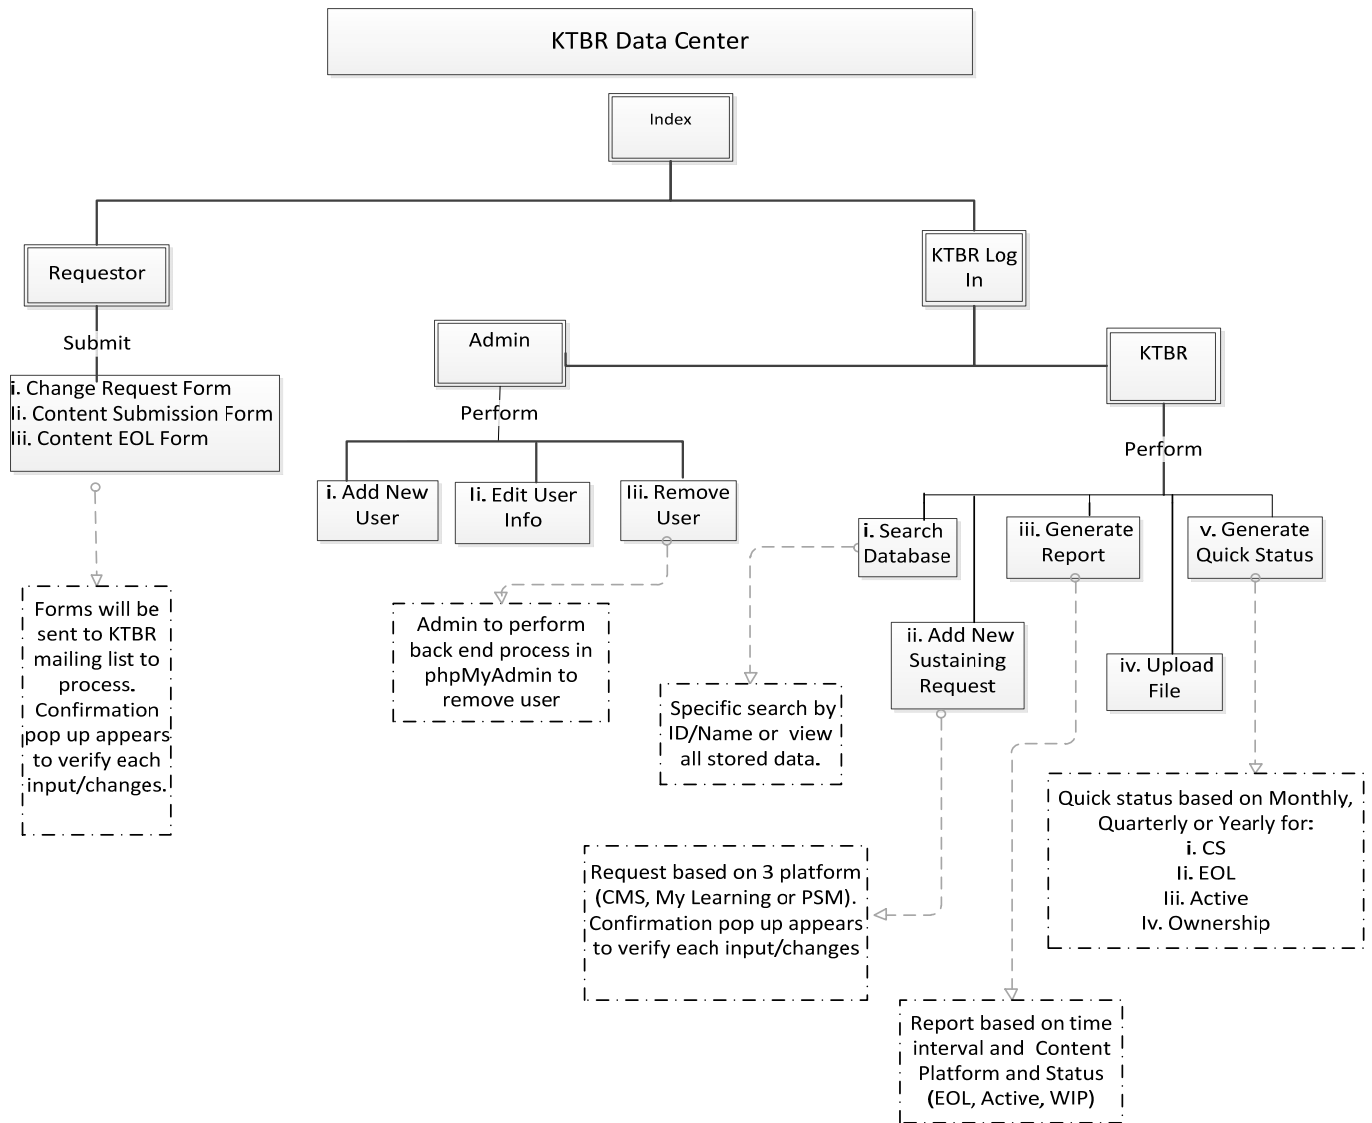 KTBR Data Center
Index
Requestor
KTBR Log
In
Submit
Admin
KTBR
i. Change Request Form
Ii. Content Submission Form
Iii. Content EOL Form
Perform
Perform
i. Add New
User
Ii. Edit User
Info
Iii. Remove
User
i. Search
Database
iii. Generate
Report
v. Generate
Quick Status
ii. Add New
Sustaining
Request
iv. Upload
File
Forms will be
sent to KTBR
mailing list to
process.
Confirmation
pop up appears
to verify each
input/changes.
Admin to perform
back end process in
phpMyAdmin to
remove user
Specific search by
ID/Name or view
all stored data.
Quick status based on Monthly,
Quarterly or Yearly for:
i. CS
Ii. EOL
Iii. Active
Iv. Ownership
Request based on 3 platform
(CMS, My Learning or PSM).
Confirmation pop up appears
to verify each input/changes
Report based on time
interval and Content
Platform and Status
(EOL, Active, WIP)